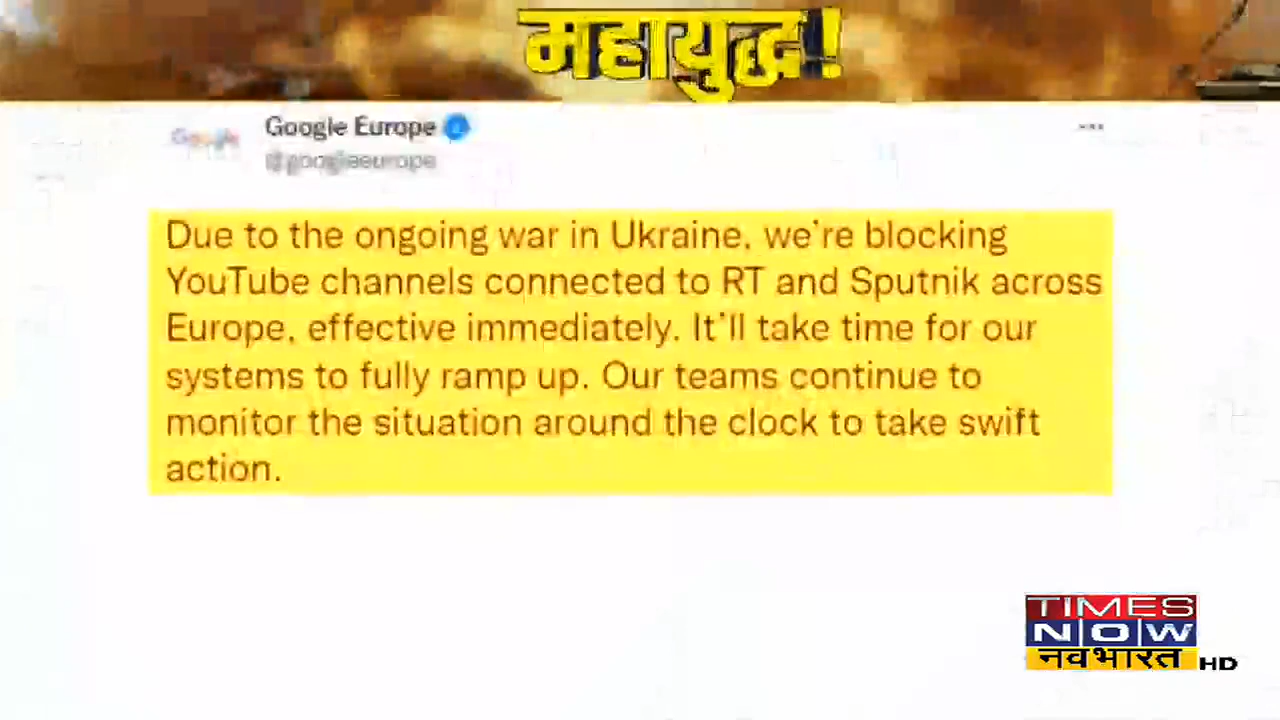 महायुद्ध!
Google
Google Europe
@googleeurope
Due to the ongoing war in Ukraine, we're blocking
YouTube channels connected to RT and Sputnik across
Europe, effective immediately. It'll take time for our
systems to fully ramp up. Our teams continue to
monitor the situation around the clock to take swift
action.
TIMES
NOW
नवभारत HD